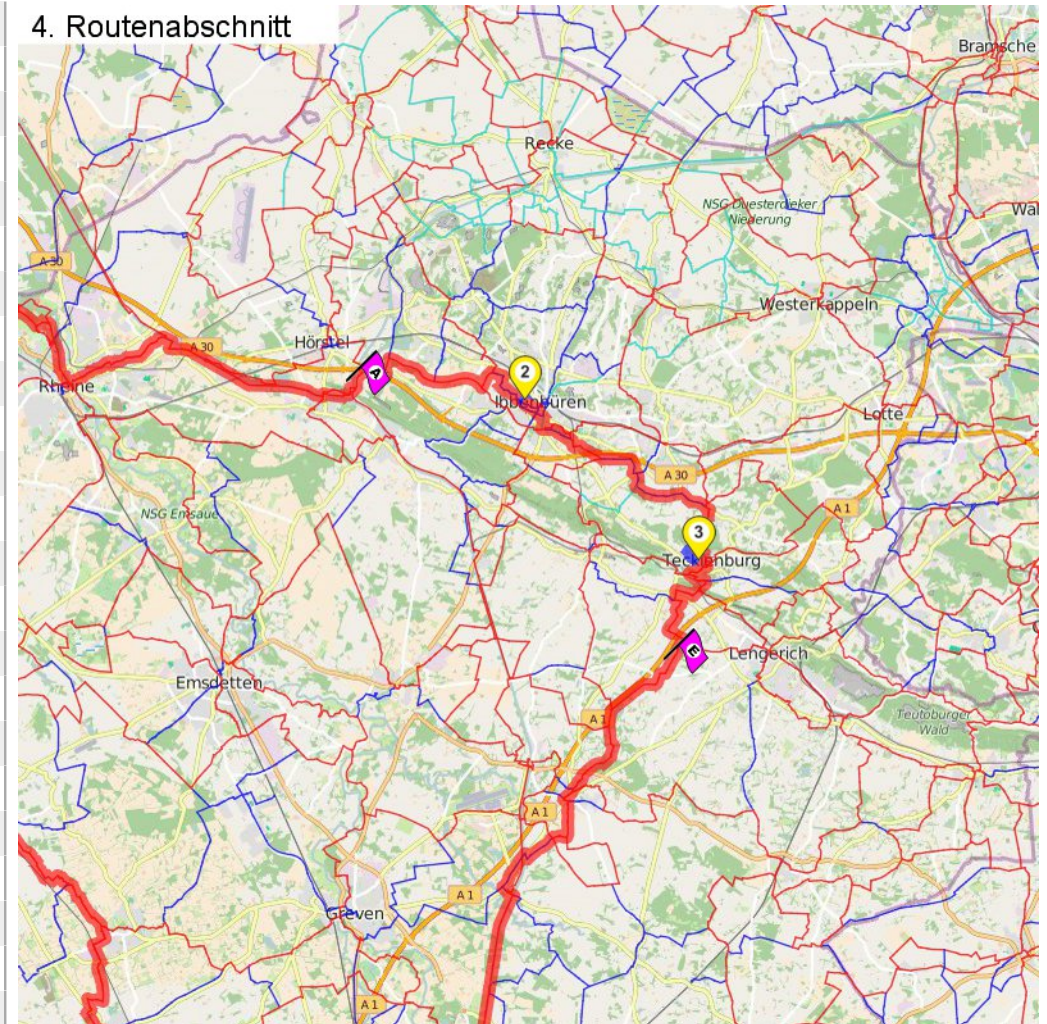 4. Routenabschnitt
Bramsche
Recke
NSG Duesterdieker
Niederung
Wal
A 30
Westerkappeln
Hörstel
A 30
A
2
Rheine
Ibbenbüren
Lotte
A 30
A 1
NSG Emsaue
3
Tecklenburg
E
Lengerich
Emsdetten
Teutoburger
Wald
A 1
A 1
A 1
Greven
A 1